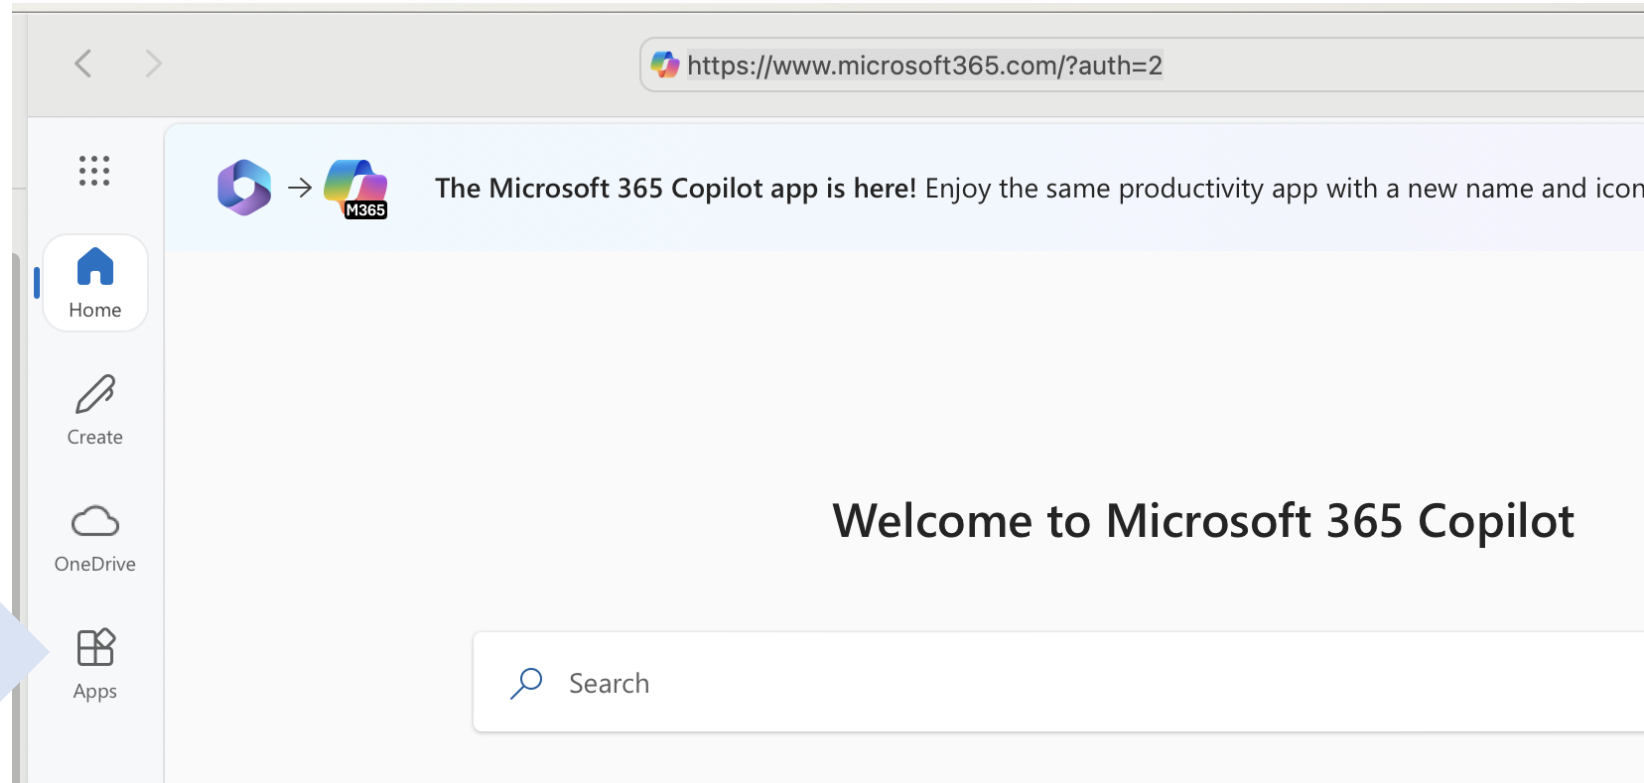 https://www.microsoft365.com/?auth=2
M365
The Microsoft 365 Copilot app is here! Enjoy the same productivity app with a new name and icon
Home
Create
OneDrive
Apps
Welcome to Microsoft 365 Copilot
Search